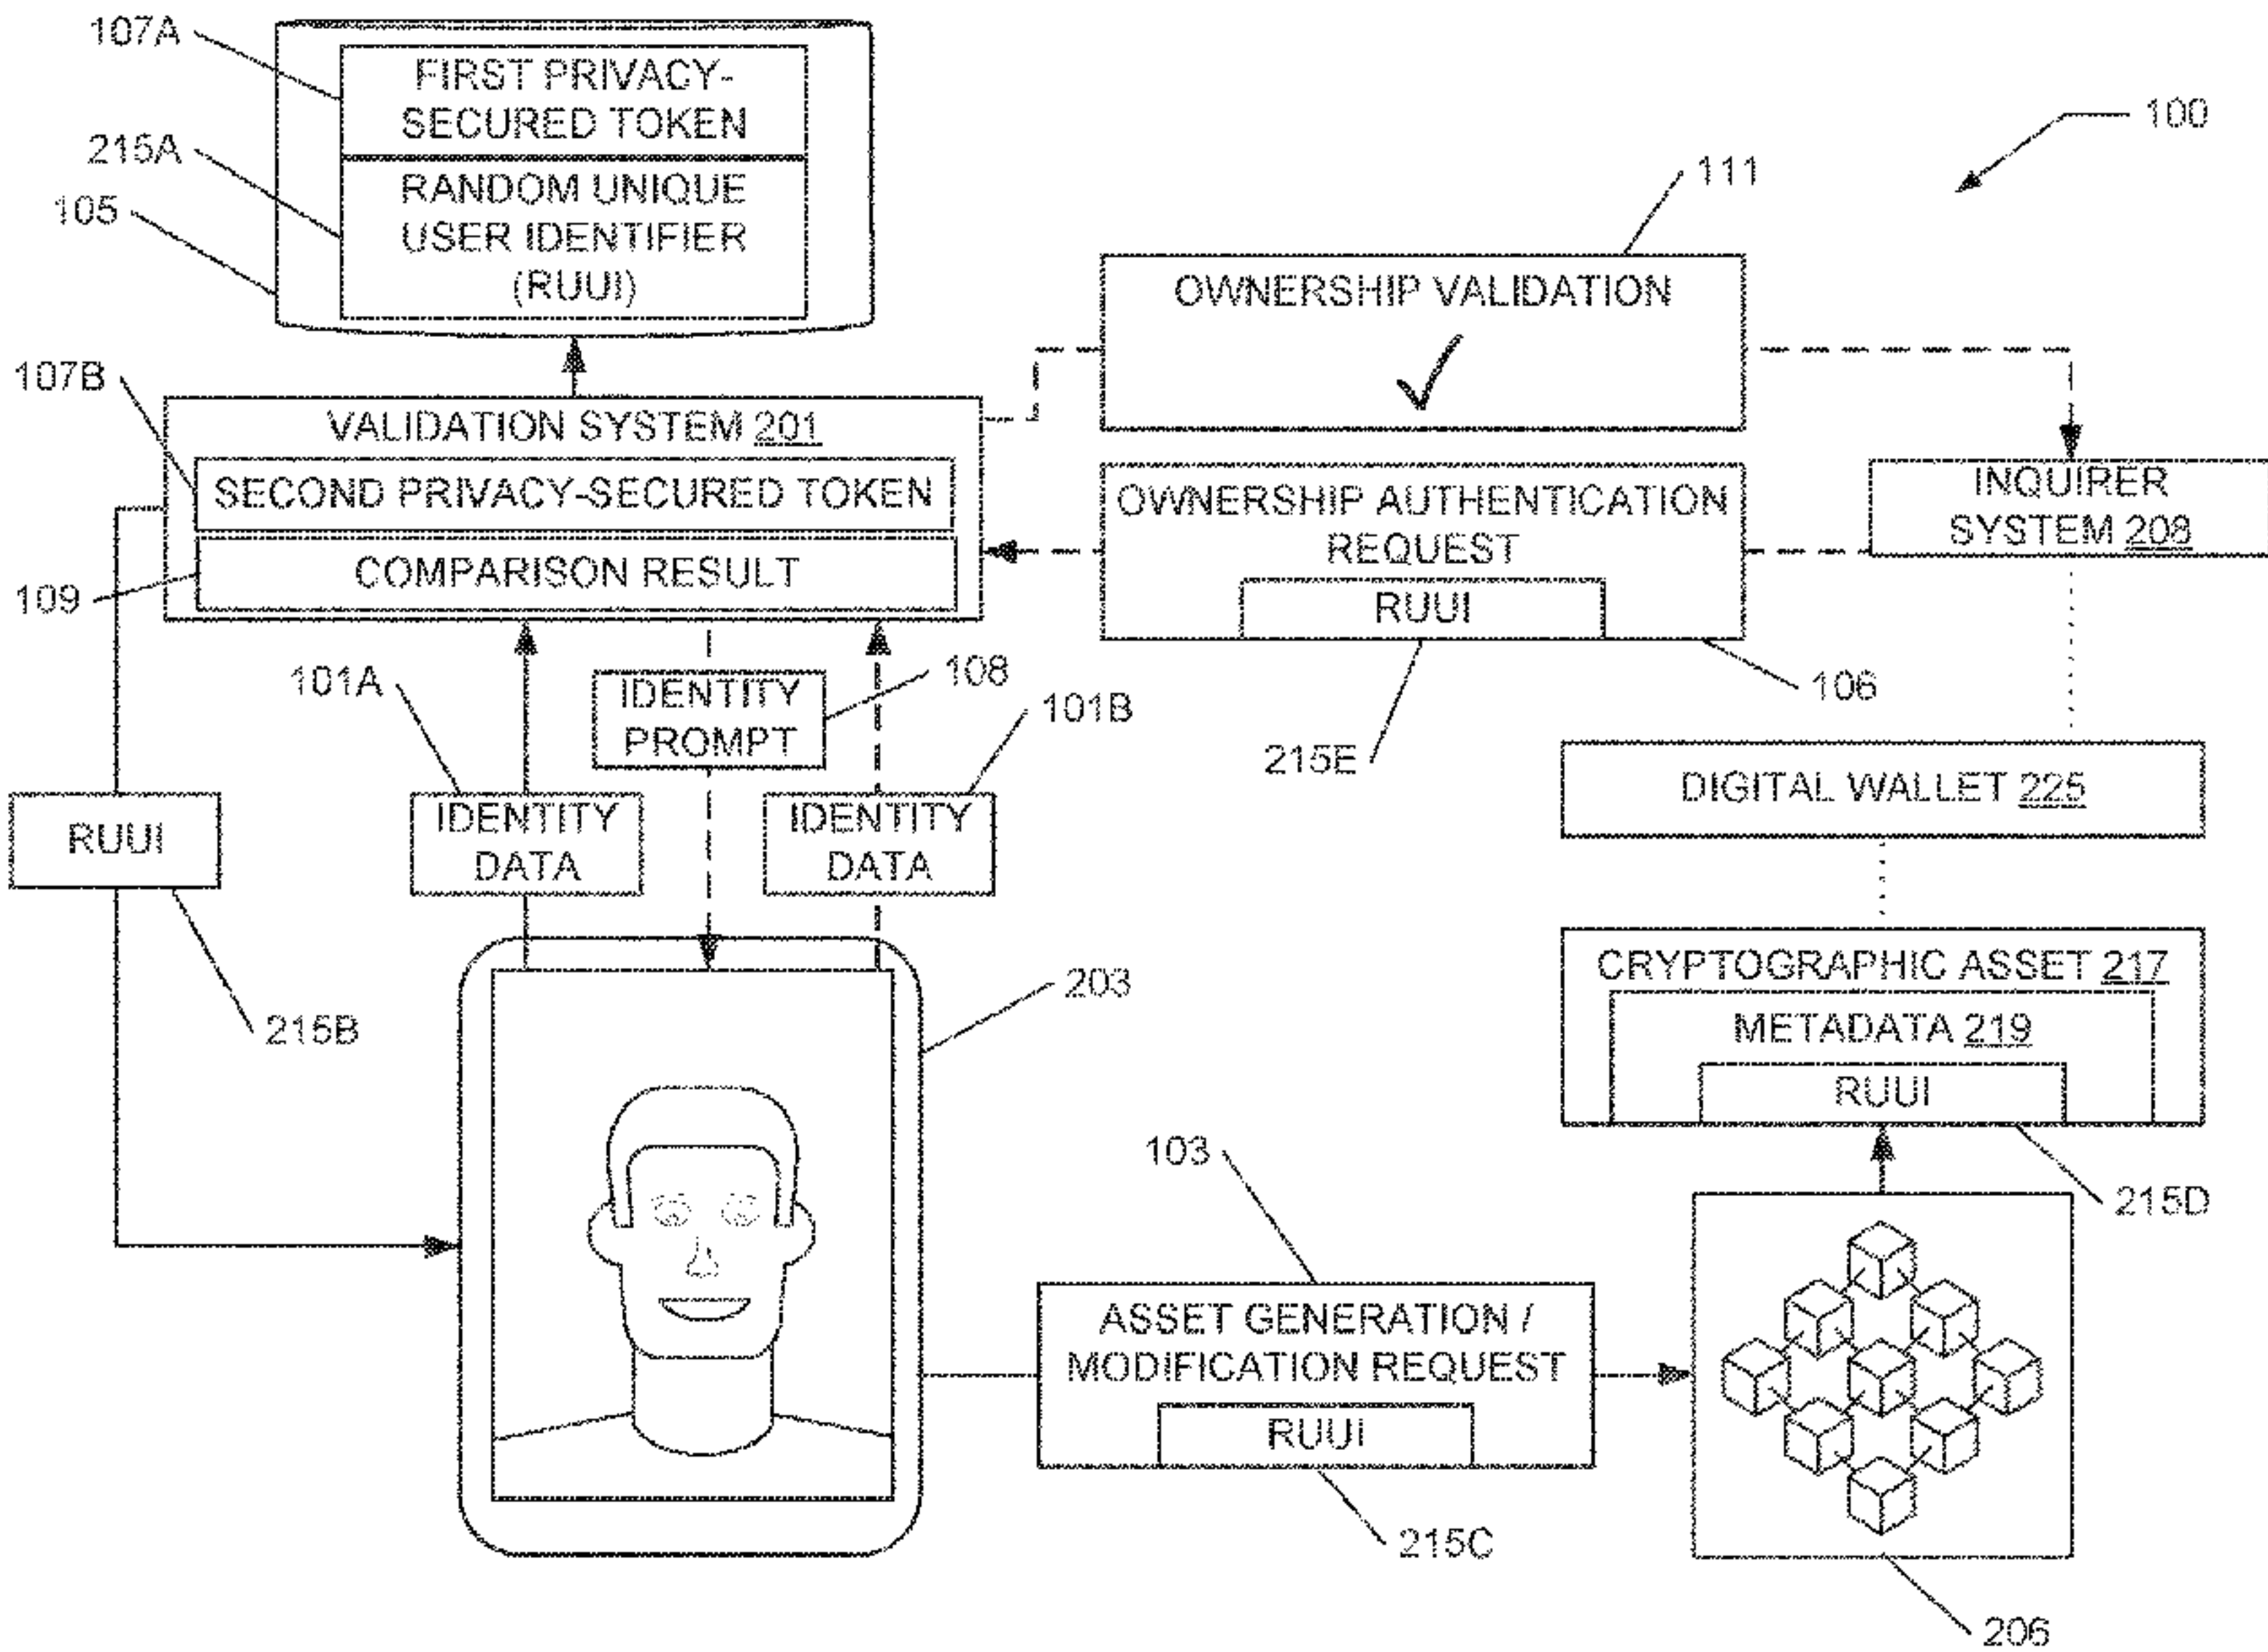 107A
FIRST PRIVACY-
SECURED TOKEN
215A
RANDOM UNIQUE
USER IDENTIFIER
(RUUI)
105
100
111
OWNERSHIP VALIDATION
107B
VALIDATION SYSTEM 201
SECOND PRIVACY-SECURED TOKEN
COMPARISON RESULT
109
OWNERSHIP AUTHENTICATION
REQUEST
RUUI
215E
106
INQUIRER
SYSTEM 208
101A
IDENTITY
PROMPT
108
101B
DIGITAL WALLET 225
RUUI
215B
IDENTITY
DATA
IDENTITY
DATA
203
CRYPTOGRAPHIC ASSET 217
METADATA 219
RUUI
215D
103
ASSET GENERATION /
MODIFICATION REQUEST
RUUI
215C
206